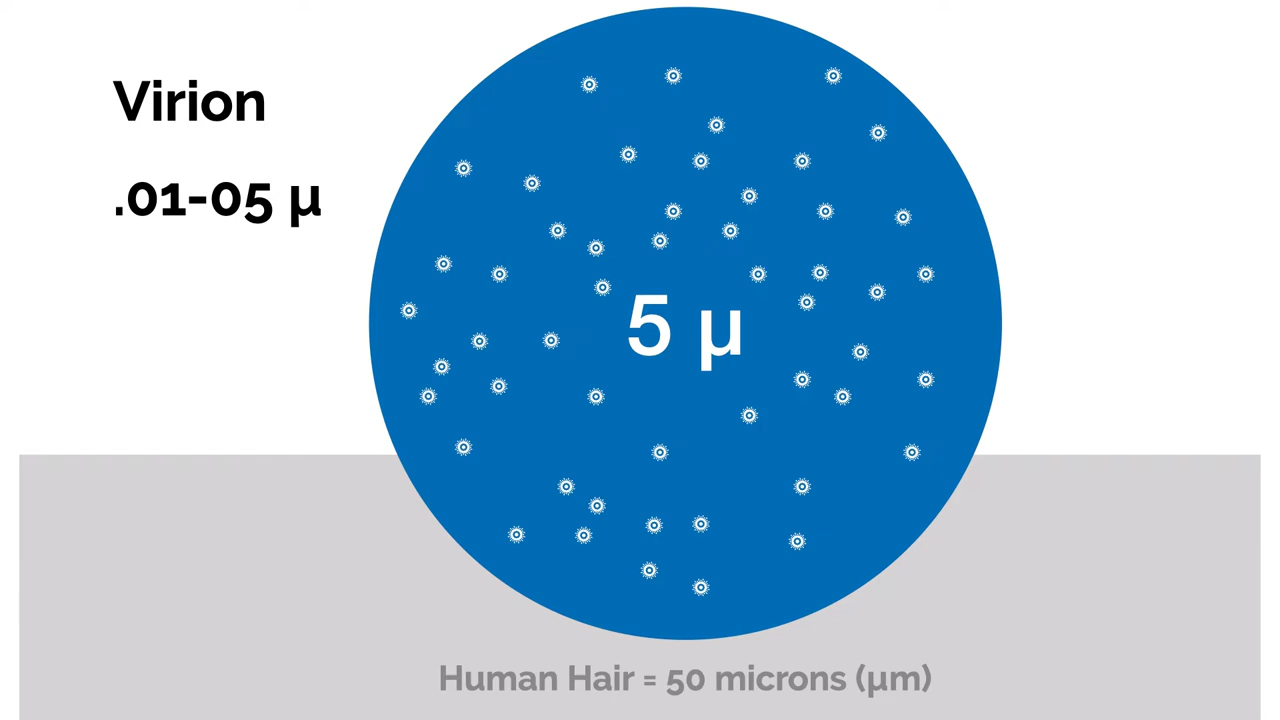 Virion
.01-05 µ
5 µ
Human Hair = 50 microns (µm)